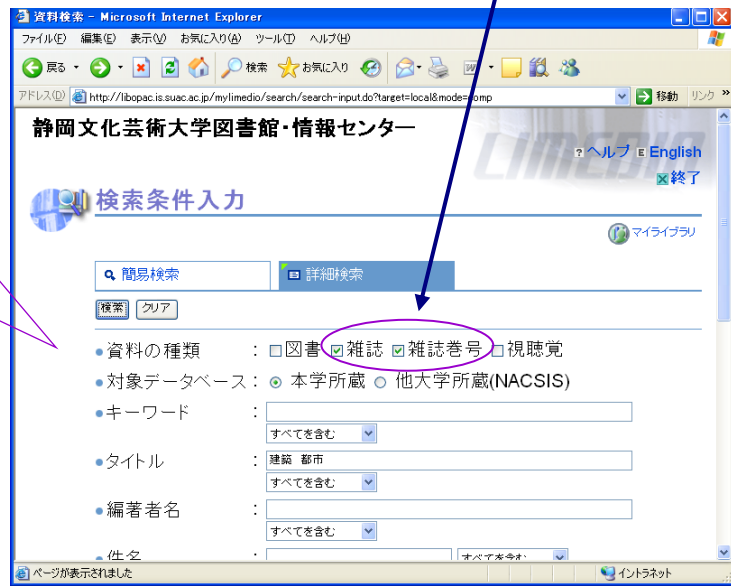 資料検索 - Microsoft Internet Explorer
ファイル(F) 編集(E) 表示(V) お気に入り(A) ツール(T) ヘルプ(H)
戻る 検索 お気に入り
アドレス(D) http://libopac.is.suac.ac.jp/mylimedio/search/search-input.do?target=local&mode=comp 移動 リンク »
静岡文化芸術大学図書館・情報センター
LIMEDIO
? ヘルプ E English
×終了
検索条件入力
マイライブラリ
簡易検索 詳細検索
検索 クリア
資料の種類 : 図書 雑誌 雑誌巻号 視聴覚
対象データベース : 本学所蔵 他大学所蔵(NACSIS)
キーワード :
すべてを含む
タイトル : 建築 都市
すべてを含む
編著者名 :
すべてを含む
件名 : すべてを含む
ページが表示されました イントラネット